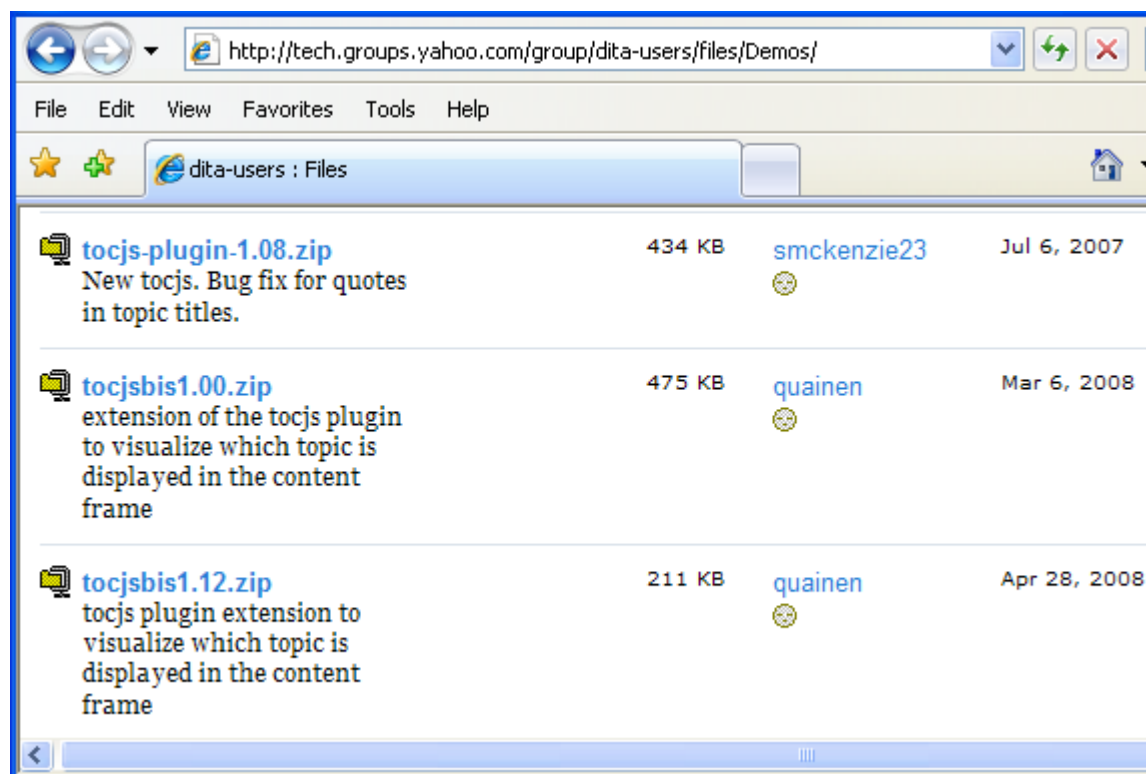 http://tech.groups.yahoo.com/group/dita-users/files/Demos/
File Edit View Favorites Tools Help
dita-users : Files
tocjs-plugin-1.08.zip 434 KB smckenzie23 Jul 6, 2007
New tocjs. Bug fix for quotes
in topic titles.
tocjsbis1.00.zip 475 KB quainen Mar 6, 2008
extension of the tocjs plugin
to visualize which topic is
displayed in the content
frame
tocjsbis1.12.zip 211 KB quainen Apr 28, 2008
tocjs plugin extension to
visualize which topic is
displayed in the content
frame